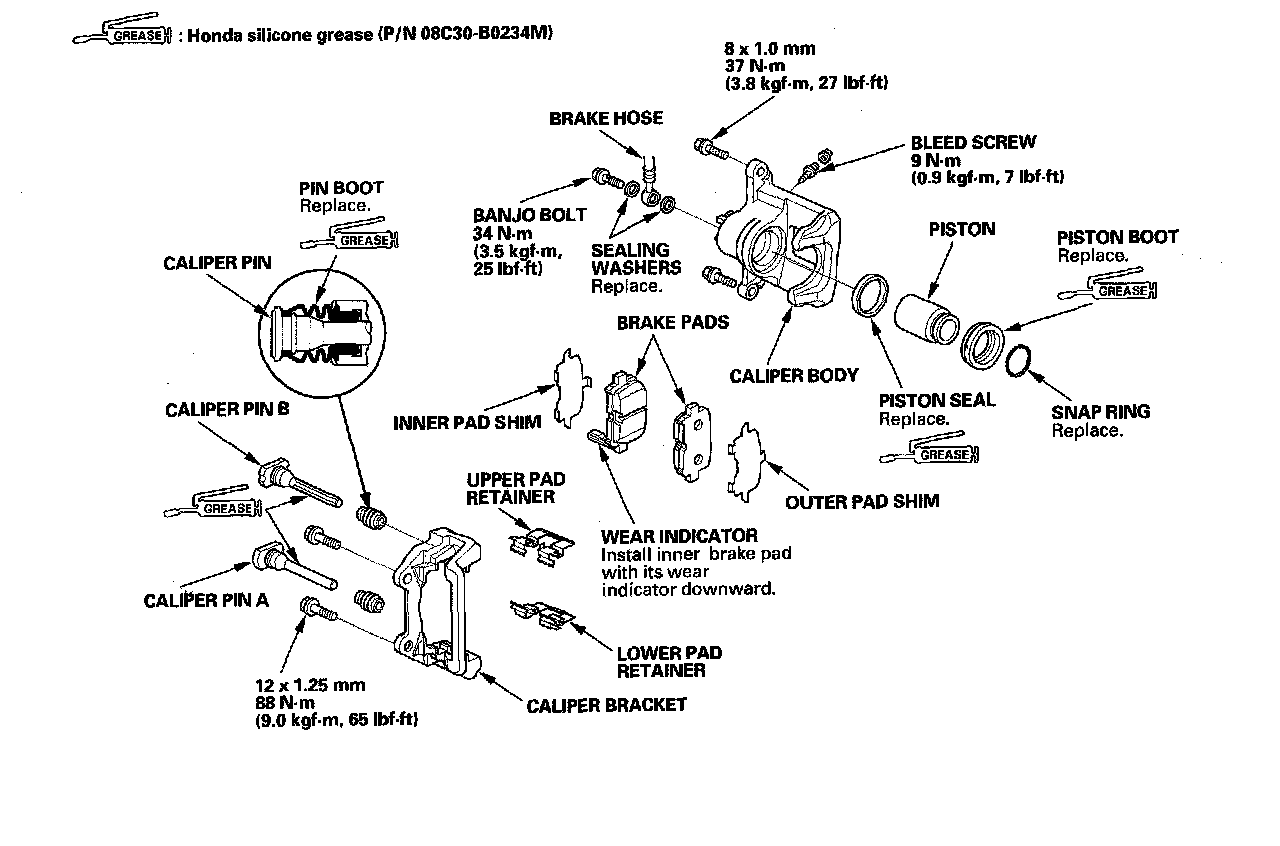 GREASE : Honda silicone grease (P/N 08C30-B0234M)
8 x 1.0 mm
37 N·m
(3.8 kgf·m, 27 lbf·ft)
BRAKE HOSE
BLEED SCREW
9 N·m
(0.9 kgf·m, 7 lbf·ft)
PIN BOOT
Replace.
GREASE
BANJO BOLT
34 N·m
(3.5 kgf·m,
25 lbf·ft)
SEALING
WASHERS
Replace.
PISTON
PISTON BOOT
Replace.
GREASE
CALIPER PIN
BRAKE PADS
CALIPER BODY
PISTON SEAL
Replace.
GREASE
SNAP RING
Replace.
INNER PAD SHIM
CALIPER PIN B
GREASE
UPPER PAD
RETAINER
OUTER PAD SHIM
WEAR INDICATOR
Install inner brake pad
with its wear
indicator downward.
CALIPER PIN A
LOWER PAD
RETAINER
12 x 1.25 mm
88 N·m
(9.0 kgf·m, 65 lbf·ft)
CALIPER BRACKET